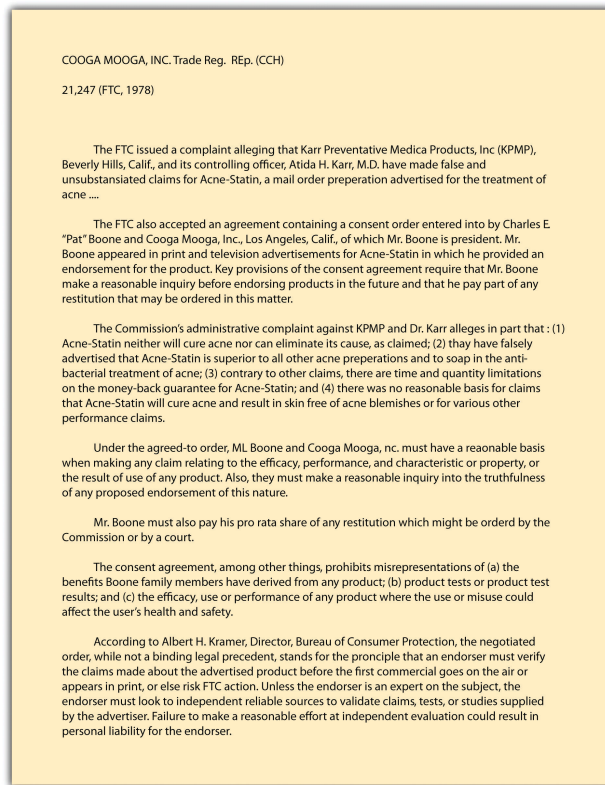 COOGA MOOGA, INC. Trade Reg. REp. (CCH)
21,247 (FTC, 1978)
The FTC issued a complaint alleging that Karr Preventative Medica Products, Inc (KPMP),
Beverly Hills, Calif., and its controlling officer, Atida H. Karr, M.D. have made false and
unsubstansiated claims for Acne-Statin, a mail order preperation advertised for the treatment of
acne ....
The FTC also accepted an agreement containing a consent order entered into by Charles E.
“Pat” Boone and Cooga Mooga, Inc., Los Angeles, Calif., of which Mr. Boone is president. Mr.
Boone appeared in print and television advertisements for Acne-Statin in which he provided an
endorsement for the product. Key provisions of the consent agreement require that Mr. Boone
make a reasonable inquiry before endorsing products in the future and that he pay part of any
restitution that may be ordered in this matter.
The Commission’s administrative complaint against KPMP and Dr. Karr alleges in part that : (1)
Acne-Statin neither will cure acne nor can eliminate its cause, as claimed; (2) thay have falsely
advertised that Acne-Statin is superior to all other acne preperations and to soap in the anti-
bacterial treatment of acne; (3) contrary to other claims, there are time and quantity limitations
on the money-back guarantee for Acne-Statin; and (4) there was no reasonable basis for claims
that Acne-Statin will cure acne and result in skin free of acne blemishes or for various other
performance claims.
Under the agreed-to order, ML Boone and Cooga Mooga, nc. must have a reaonable basis
when making any claim relating to the efficacy, performance, and characteristic or property, or
the result of use of any product. Also, they must make a reasonable inquiry into the truthfulness
of any proposed endorsement of this nature.
Mr. Boone must also pay his pro rata share of any restitution which might be orderd by the
Commission or by a court.
The consent agreement, among other things, prohibits misrepresentations of (a) the
benefits Boone family members have derived from any product; (b) product tests or product test
results; and (c) the efficacy, use or performance of any product where the use or misuse could
affect the user’s health and safety.
According to Albert H. Kramer, Director, Bureau of Consumer Protection, the negotiated
order, while not a binding legal precedent, stands for the pronciple that an endorser must verify
the claims made about the advertised product before the first commercial goes on the air or
appears in print, or else risk FTC action. Unless the endorser is an expert on the subject, the
endorser must look to independent reliable sources to validate claims, tests, or studies supplied
by the advertiser. Failure to make a reasonable effort at independent evaluation could result in
personal liability for the endorser.